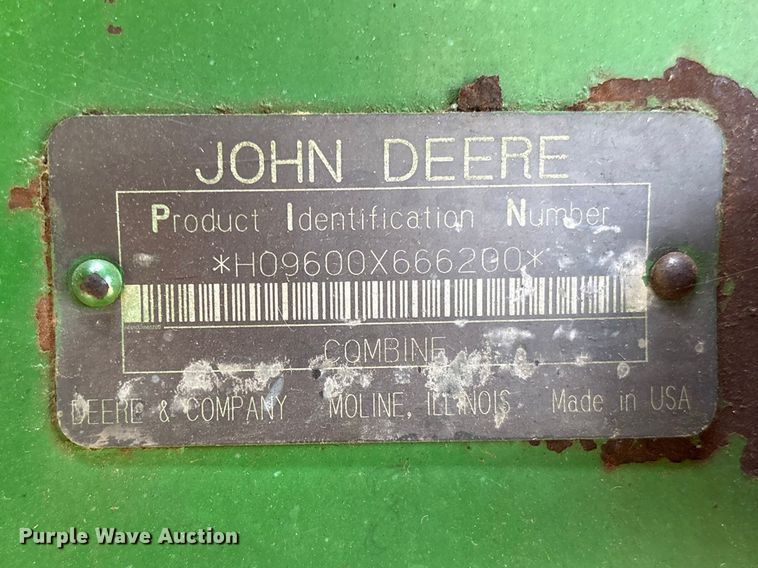 JOHN DEERE
Product Identification Number
*H09600X666200*
COMBINE
DEERE & COMPANY MOLINE, ILLINOIS Made in USA
Purple Wave Auction